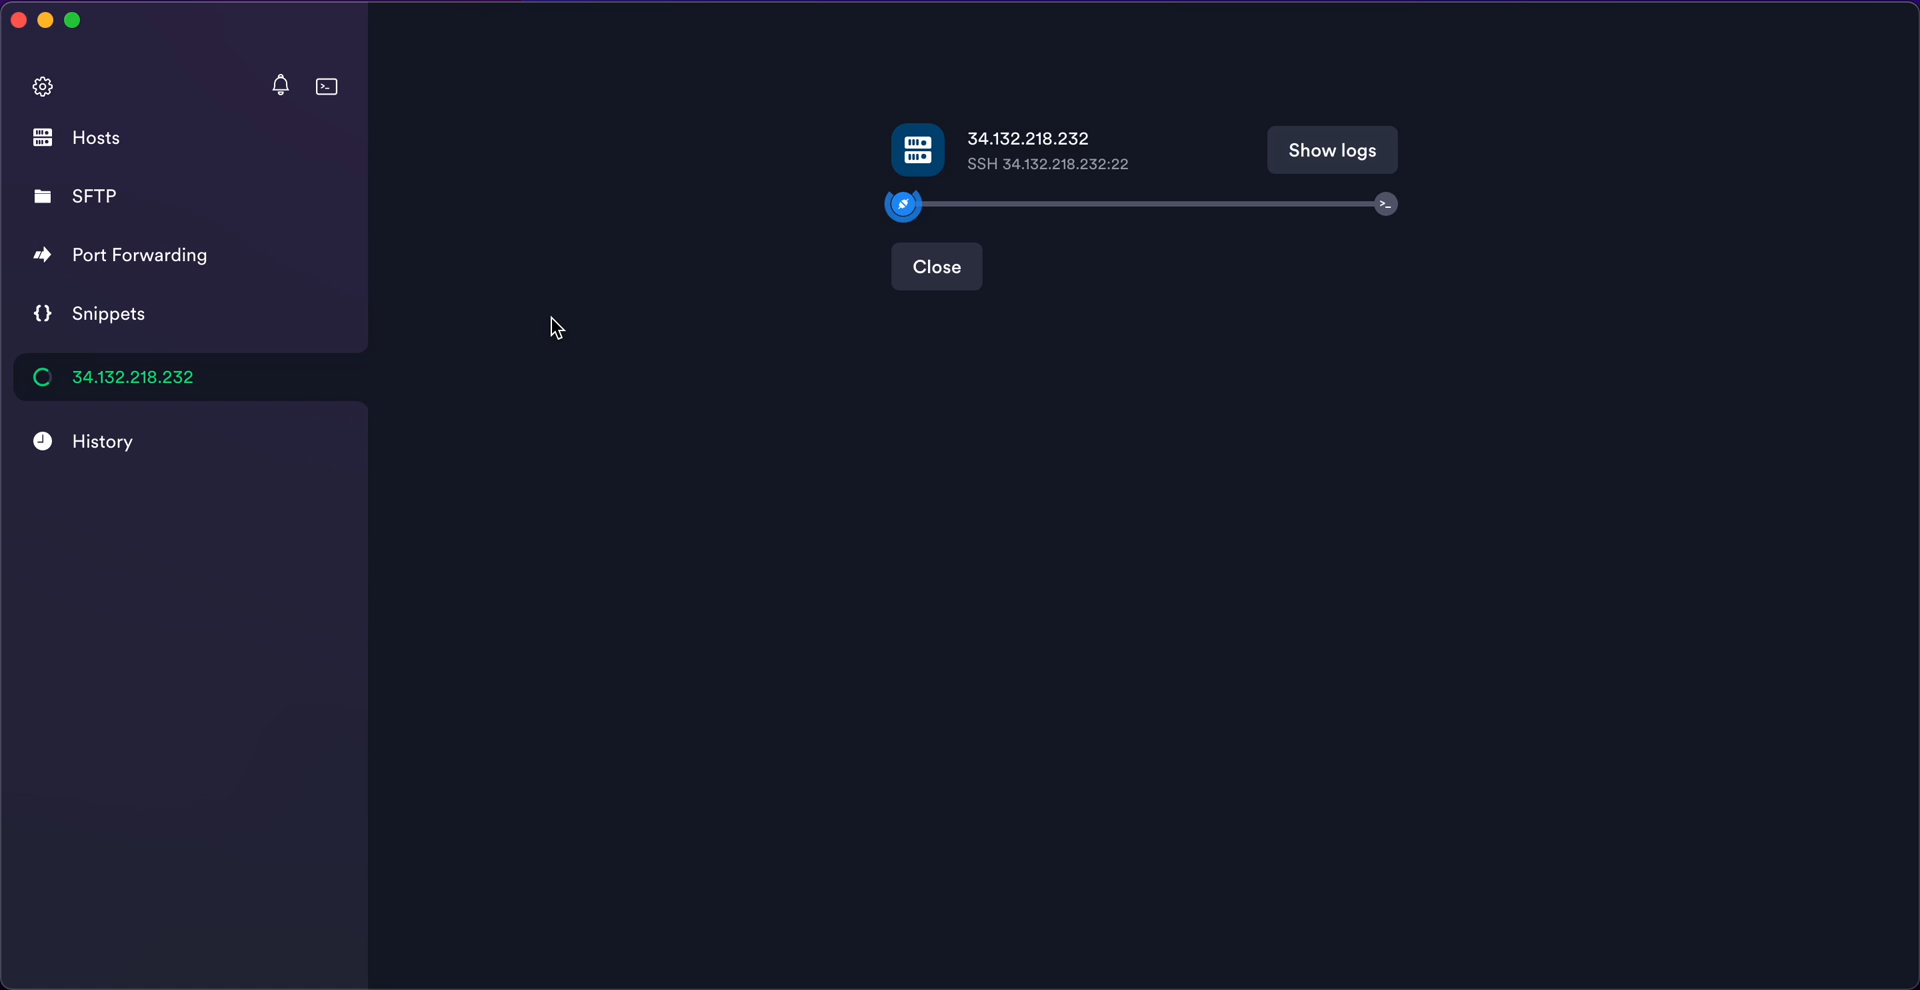 Hosts
SFTP
Port Forwarding
Snippets
34.132.218.232
History
34.132.218.232
SSH 34.132.218.232:22
Show logs
Close